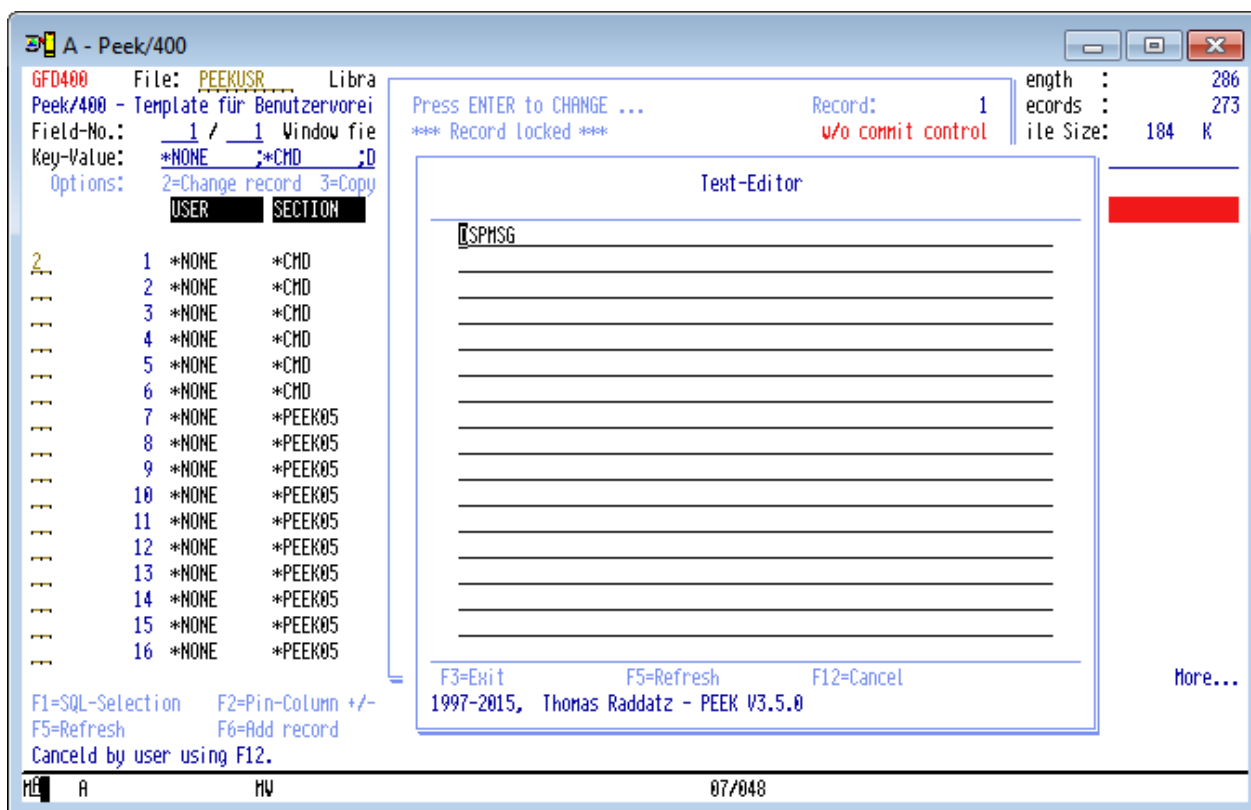 A - Peek/400
GFD400 File: PEEKUSR Libra
Peek/400 - Template für Benutzervorei
Field-No.: 1 / 1 Window fie
Key-Value: *NONE ;*CMD ;D
Options: 2=Change record 3=Copy
USER SECTION
2 1 *NONE *CMD
2 *NONE *CMD
3 *NONE *CMD
4 *NONE *CMD
5 *NONE *CMD
6 *NONE *CMD
7 *NONE *PEEK05
8 *NONE *PEEK05
9 *NONE *PEEK05
10 *NONE *PEEK05
11 *NONE *PEEK05
12 *NONE *PEEK05
13 *NONE *PEEK05
14 *NONE *PEEK05
15 *NONE *PEEK05
16 *NONE *PEEK05
Press ENTER to CHANGE ... Record: 1
*** Record locked *** w/o commit control
ength : 286
ecords : 273
ile Size: 184 K
Text-Editor
DSPMSG
F3=Exit F5=Refresh F12=Cancel
1997-2015, Thomas Raddatz - PEEK V3.5.0
More...
F1=SQL-Selection F2=Pin-Column +/-
F5=Refresh F6=Add record
Canceld by user using F12.
A MW 07/048